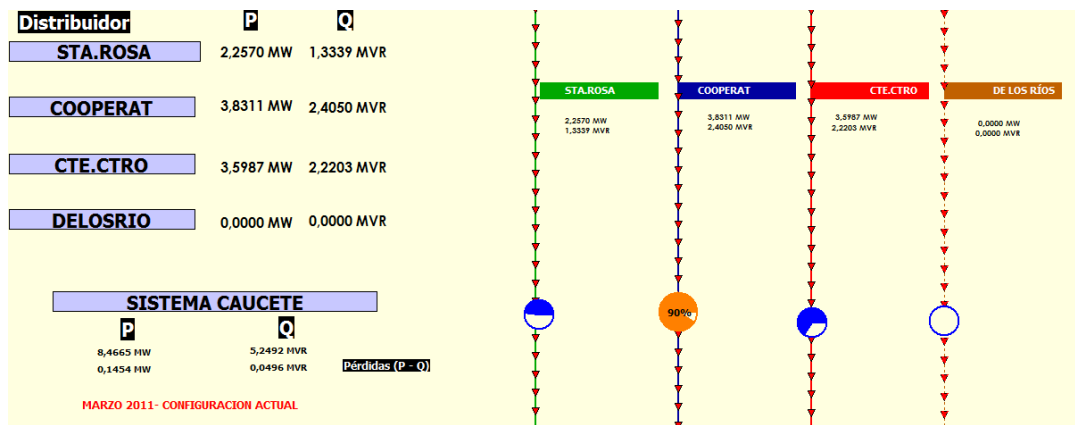 Distribuidor P Q
STA.ROSA 2,2570 MW 1,3339 MVR
COOPERAT 3,8311 MW 2,4050 MVR
CTE.CTRO 3,5987 MW 2,2203 MVR
DELOSRIO 0,0000 MW 0,0000 MVR
SISTEMA CAUCETE
P Q
8,4665 MW 5,2492 MVR
0,1454 MW 0,0496 MVR Pérdidas (P - Q)
MARZO 2011- CONFIGURACION ACTUAL
STA.ROSA
2,2570 MW
1,3339 MVR
COOPERAT
3,8311 MW
2,4050 MVR
CTE.CTRO
3,5987 MW
2,2203 MVR
DE LOS RÍOS
0,0000 MW
0,0000 MVR
90%